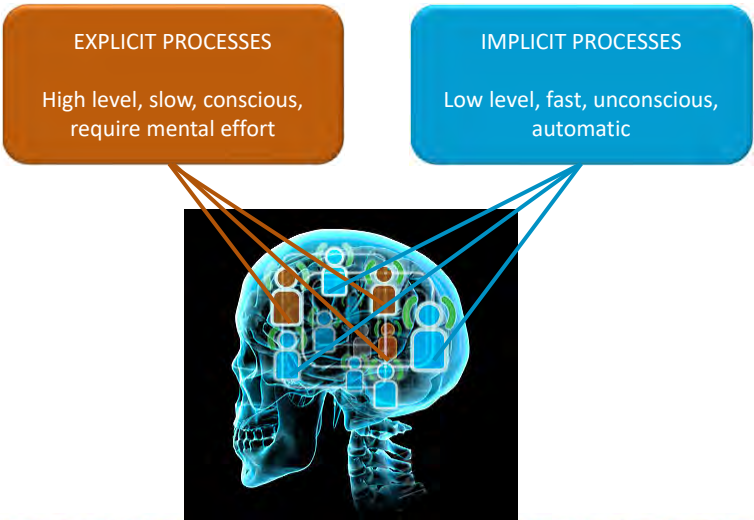 EXPLICIT PROCESSES
High level, slow, conscious,
require mental effort
IMPLICIT PROCESSES
Low level, fast, unconscious,
automatic